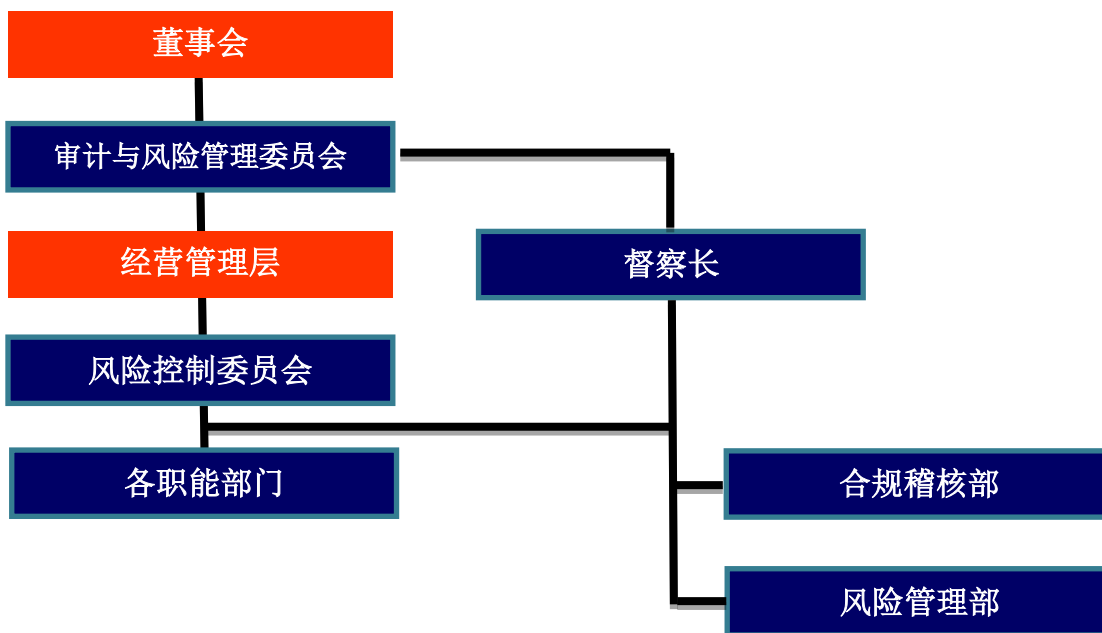 董事会
审计与风险管理委员会
经营管理层
督察长
风险控制委员会
各职能部门
合规稽核部
风险管理部